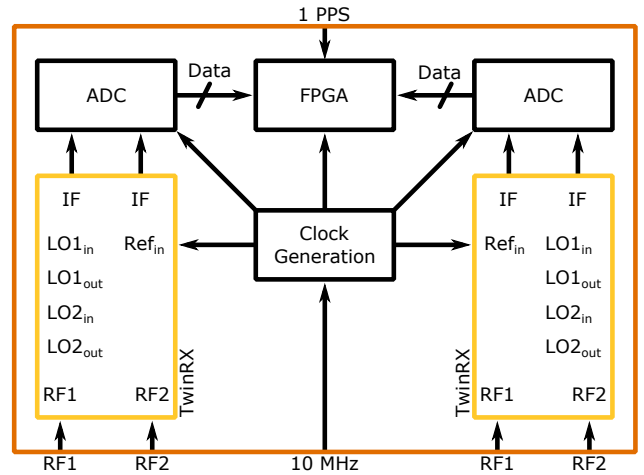 1 PPS
ADC
Data
FPGA
Data
ADC
IF
IF
LO1in
Refin
LO1out
LO2in
LO2out
RF1
RF2
TwinRX
Clock
Generation
IF
IF
Refin
LO1in
LO1out
LO2in
LO2out
RF1
RF2
TwinRX
RF1
RF2
10 MHz
RF1
RF2